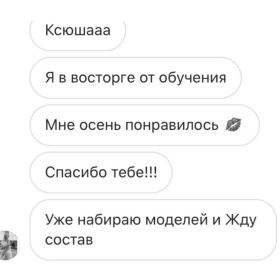 Ксюшааа
Я в восторге от обучения
Мне осень понравилось 💋
Спасибо тебе!!!
Уже набираю моделей и Жду
состав